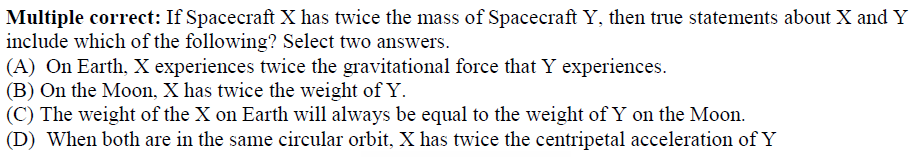 Multiple correct: If Spacecraft X has twice the mass of Spacecraft Y, then true statements about X and Y
include which of the following? Select two answers.
(A) On Earth, X experiences twice the gravitational force that Y experiences.
(B) On the Moon, X has twice the weight of Y.
(C) The weight of the X on Earth will always be equal to the weight of Y on the Moon.
(D) When both are in the same circular orbit, X has twice the centripetal acceleration of Y